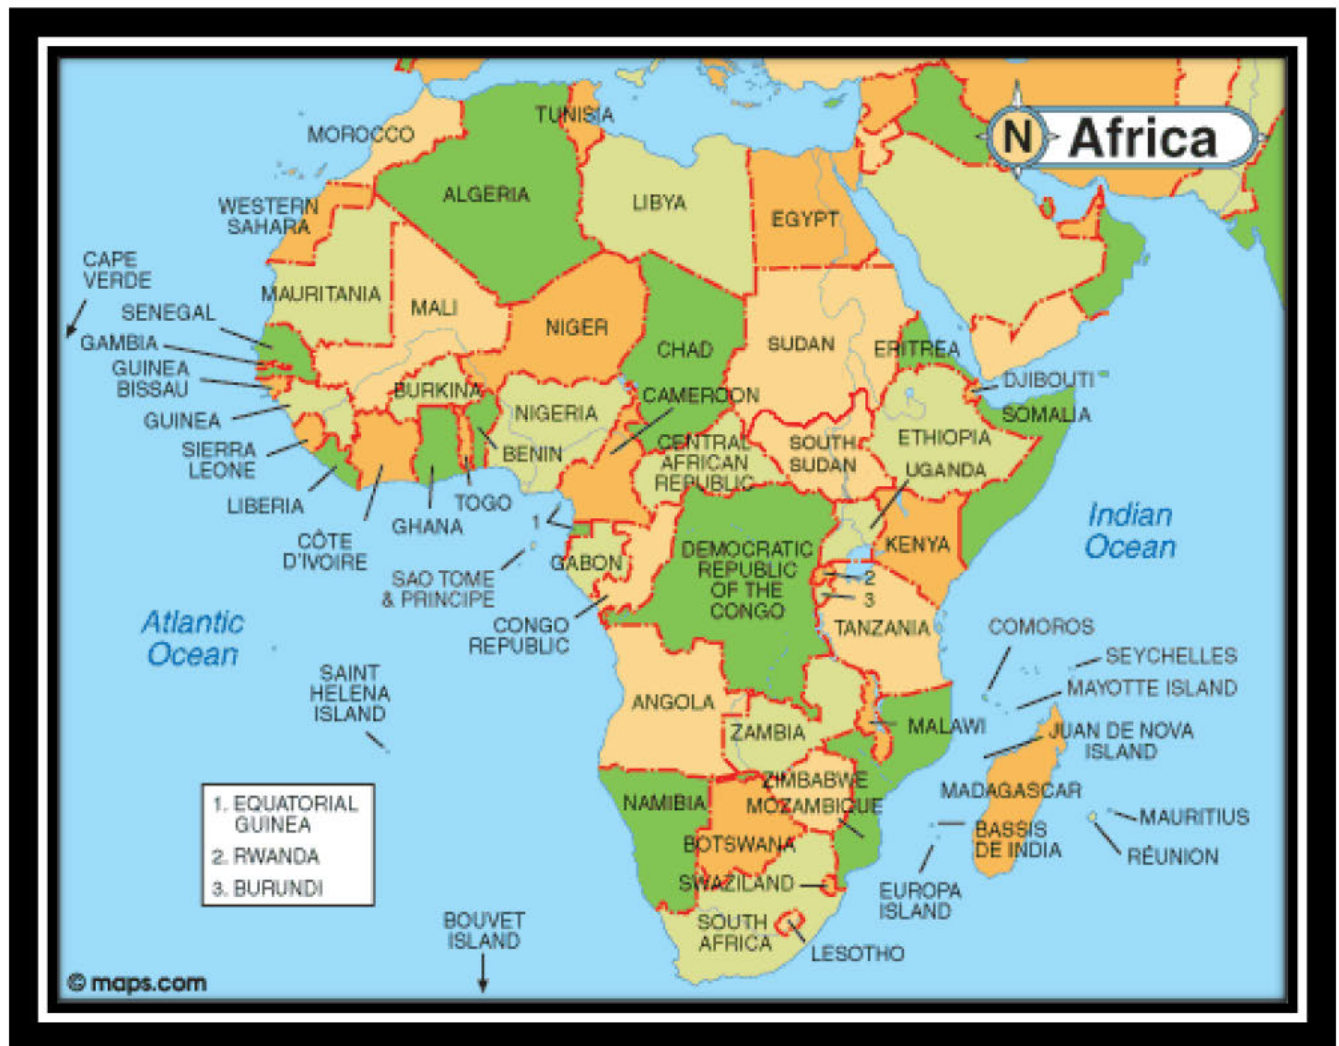 N Africa
TUNISIA
MOROCCO
ALGERIA
LIBYA
EGYPT
WESTERN
SAHARA
CAPE
VERDE
MAURITANIA
MALI
NIGER
CHAD
SUDAN
ERITREA
SENEGAL
GAMBIA
GUINEA
BISSAU
GUINEA
SIERRA
LEONE
LIBERIA
CÔTE
D'IVOIRE
GHANA
TOGO
BENIN
BURKINA
NIGERIA
CAMEROON
CENTRAL
AFRICAN
REPUBLIC
SOUTH
SUDAN
ETHIOPIA
DJIBOUTI
SOMALIA
UGANDA
KENYA
Indian
Ocean
1
GABON
SAO TOME
& PRINCIPE
CONGO
REPUBLIC
DEMOCRATIC
REPUBLIC
OF THE
CONGO
2
3
TANZANIA
Atlantic
Ocean
SAINT
HELENA
ISLAND
ANGOLA
ZAMBIA
MALAWI
COMOROS
SEYCHELLES
MAYOTTE ISLAND
JUAN DE NOVA
ISLAND
MADAGASCAR
MAURITIUS
RÉUNION
BASSIS
DE INDIA
EUROPA
ISLAND
ZIMBABWE
MOZAMBIQUE
NAMIBIA
BOTSWANA
SWAZILAND
SOUTH
AFRICA
LESOTHO
1. EQUATORIAL
GUINEA
2. RWANDA
3. BURUNDI
BOUVET
ISLAND
© maps.com